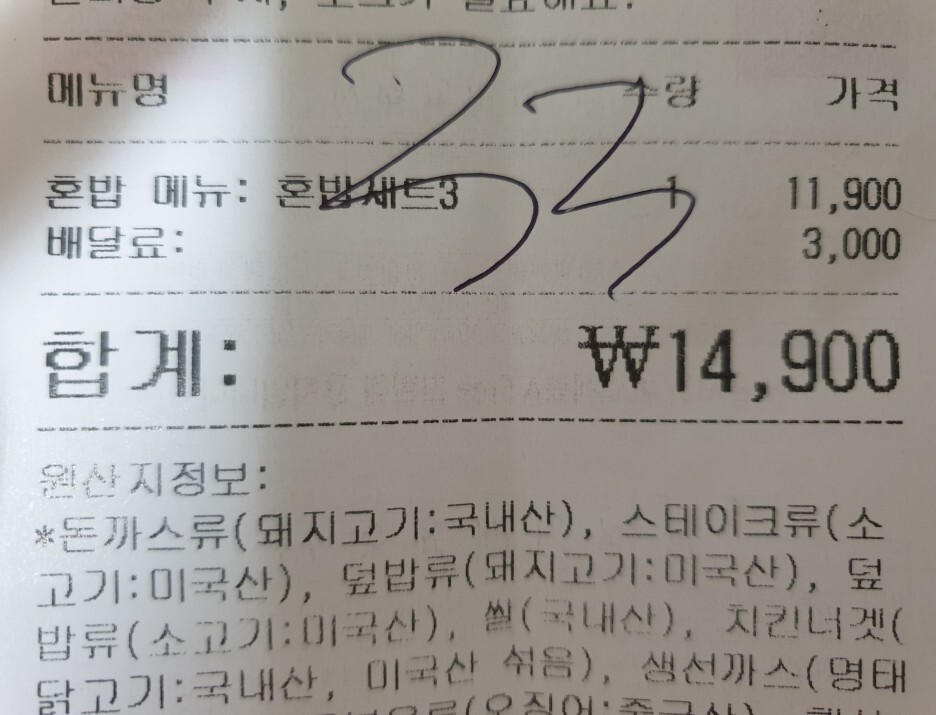 메뉴명 수량 가격
혼밥 메뉴: 혼밥세트3 1 11,900
배달료: 3,000
합계: ₩14,900
원산지정보:
*돈까스류(돼지고기:국내산), 스테이크류(소
고기:미국산), 덮밥류(돼지고기:미국산), 덮
밥류(소고기:미국산), 쌀(국내산), 치킨너겟(
닭고기:국내산, 미국산 섞음), 생선까스(명태
33